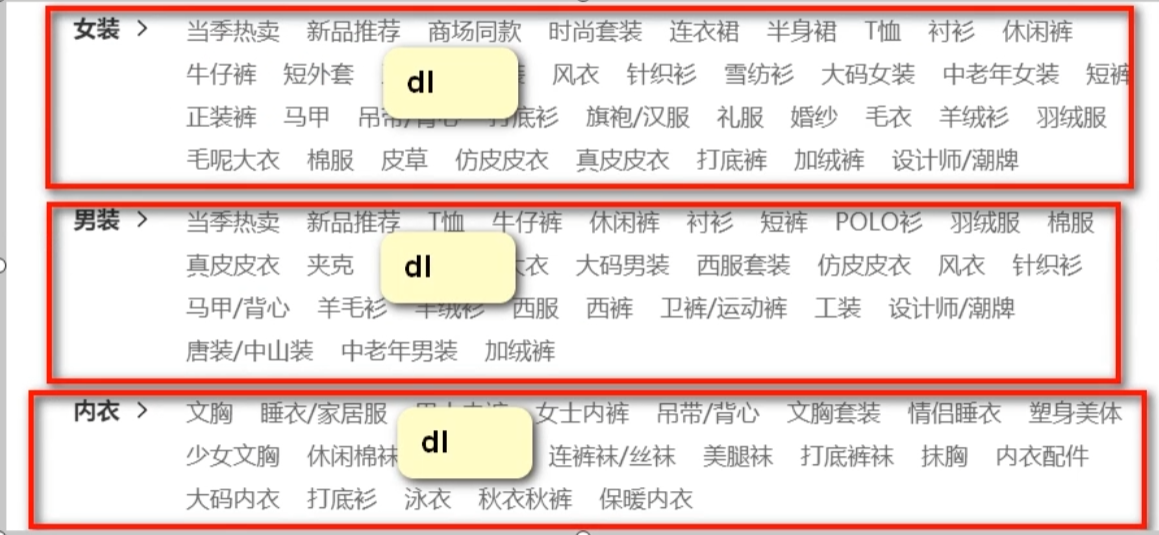 女装 > 当季热卖 新品推荐 商场同款 时尚套装 连衣裙 半身裙 T恤 衬衫 休闲裤
牛仔裤 短外套 风衣 针织衫 雪纺衫 大码女装 中老年女装 短裤
dl
正装裤 马甲 吊带/背心 打底衫 旗袍/汉服 礼服 婚纱 毛衣 羊绒衫 羽绒服
毛呢大衣 棉服 皮草 仿皮皮衣 真皮皮衣 打底裤 加绒裤 设计师/潮牌
男装 > 当季热卖 新品推荐 T恤 牛仔裤 休闲裤 衬衫 短裤 POLO衫 羽绒服 棉服
真皮皮衣 夹克 大衣 大码男装 西服套装 仿皮皮衣 风衣 针织衫
dl
马甲/背心 羊毛衫 羊绒衫 西服 西裤 卫裤/运动裤 工装 设计师/潮牌
唐装/中山装 中老年男装 加绒裤
内衣 > 文胸 睡衣/家居服 女士内裤 吊带/背心 文胸套装 情侣睡衣 塑身美体
dl
少女文胸 休闲棉袜 连裤袜/丝袜 美腿袜 打底裤袜 抹胸 内衣配件
大码内衣 打底衫 泳衣 秋衣秋裤 保暖内衣